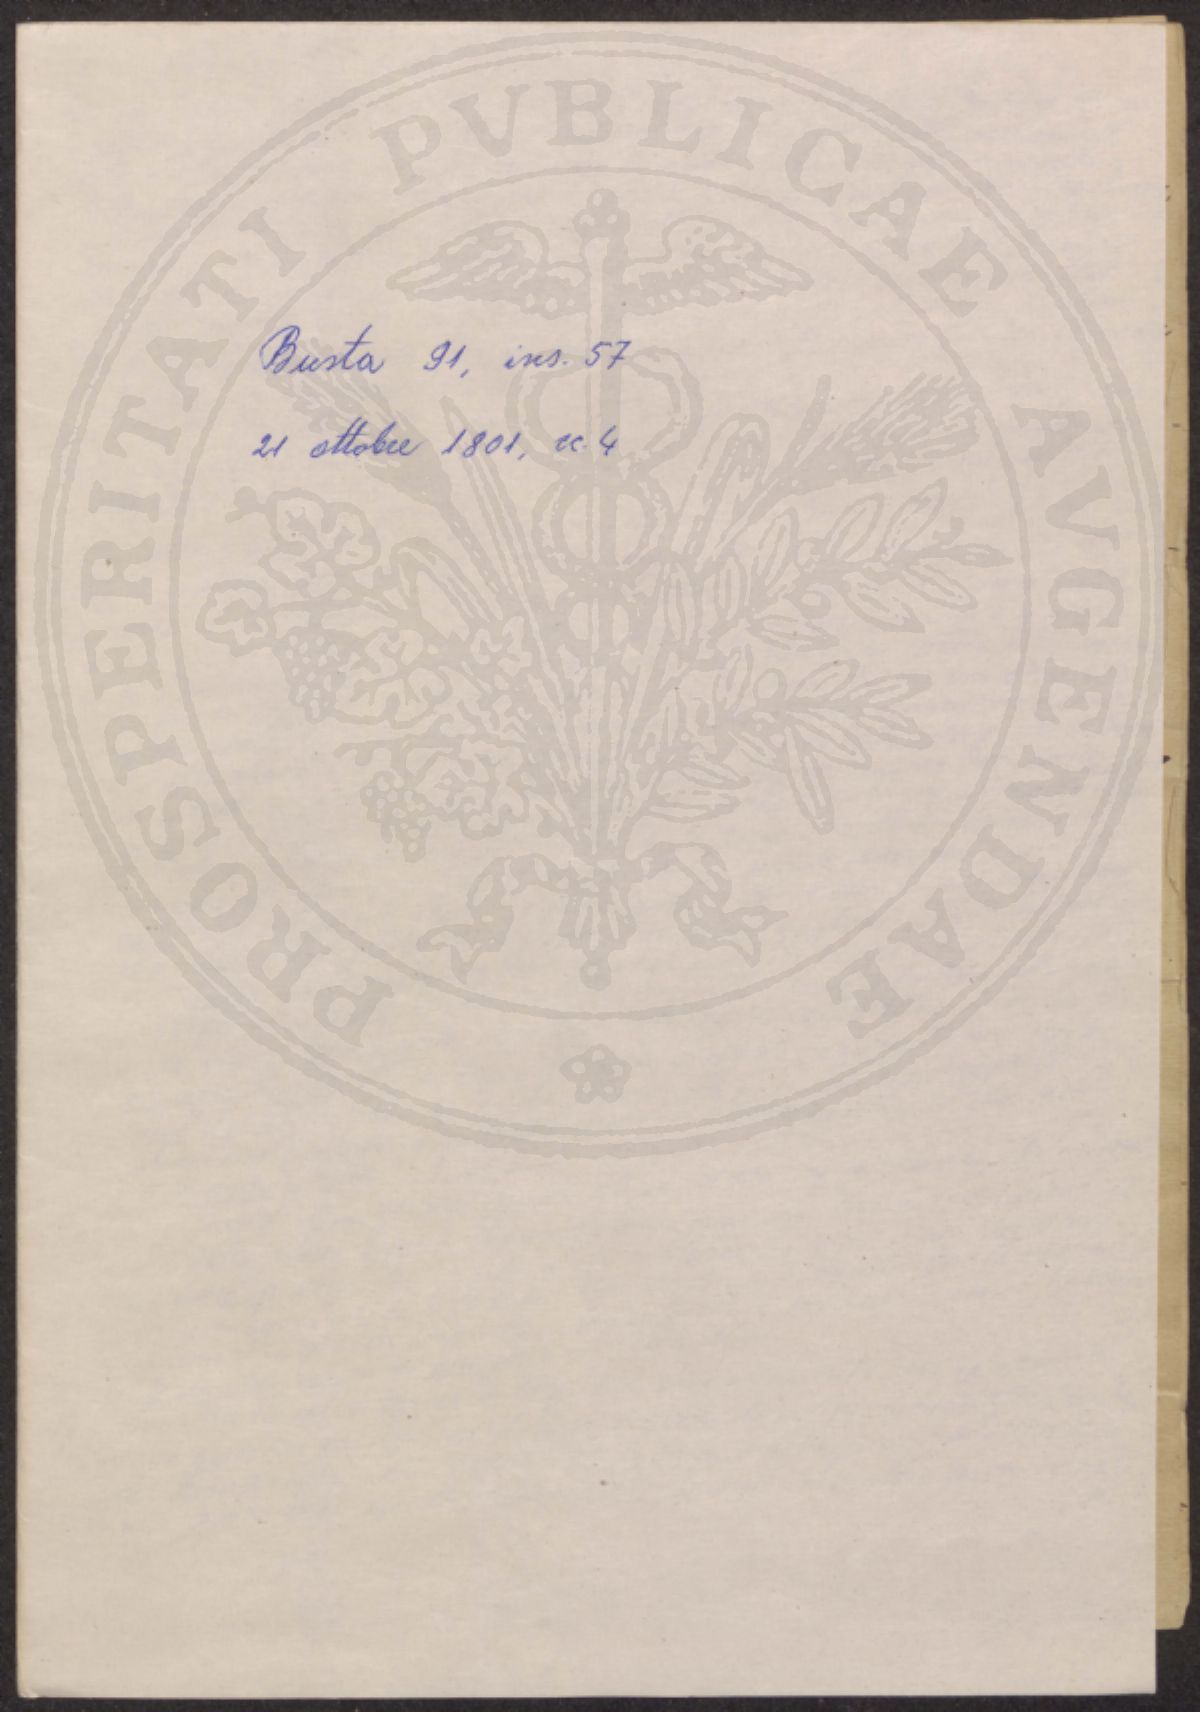 PROSPERITATI PVBLICAE AVGENDAE
Busta 91, ins. 57
21 ottobre 1801, cc. 4